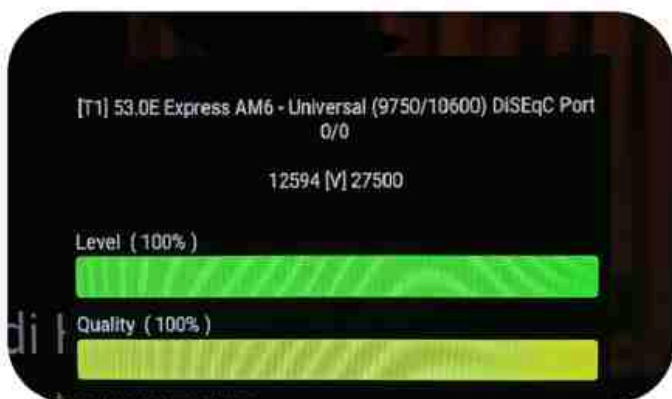 [T1] 53.0E Express AM6 - Universal (9750/10600) DiSEqC Port
0/0
12594 [V] 27500
Level ( 100% )
Quality ( 100% )